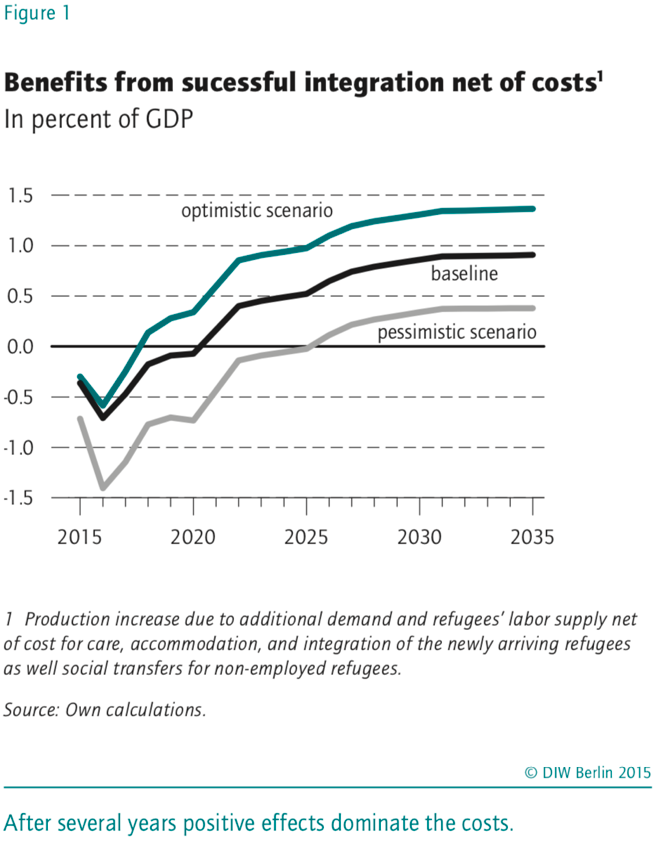 Figure 1
Benefits from sucessful integration net of costs¹
In percent of GDP
1.5
optimistic scenario
1.0
baseline
0.5
pessimistic scenario
0.0
-0.5
-1.0
-1.5
2015 2020 2025 2030 2035
1 Production increase due to additional demand and refugees’ labor supply net
of cost for care, accommodation, and integration of the newly arriving refugees
as well social transfers for non-employed refugees.
Source: Own calculations.
© DIW Berlin 2015
After several years positive effects dominate the costs.